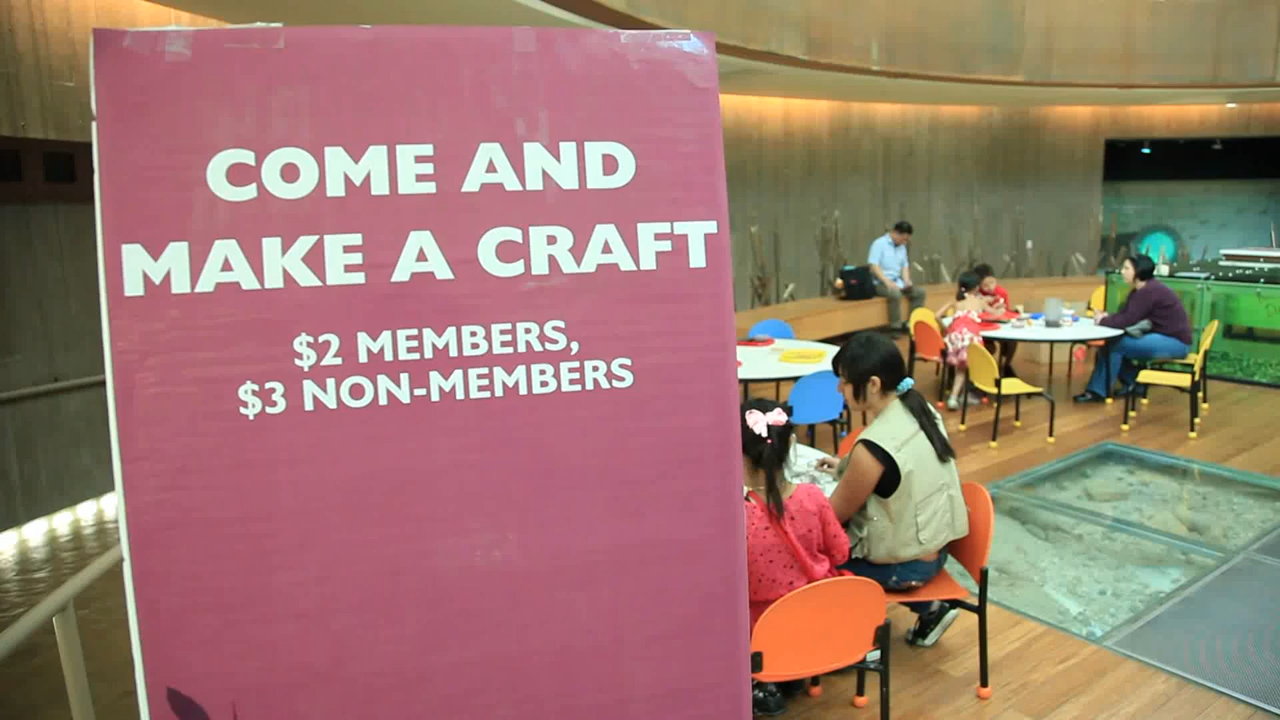 COME AND
MAKE A CRAFT
$2 MEMBERS,
$3 NON-MEMBERS